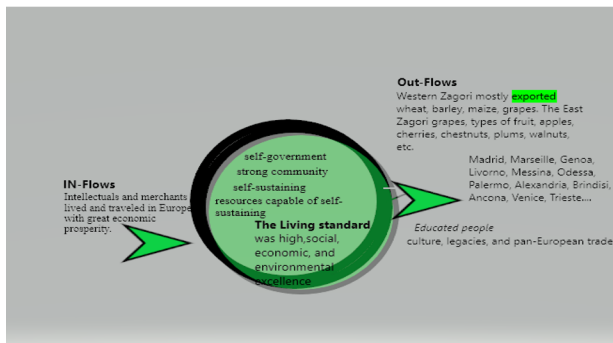 IN-Flows
Intellectuals and merchants
lived and traveled in Europe
with great economic
prosperity.
self-government
strong community
self-sustaining
resources capable of self-
sustaining
The Living standard
was high,social,
economic, and
environmental
excellence
Out-Flows
Western Zagori mostly exported
wheat, barley, maize, grapes. The East
Zagori grapes, types of fruit, apples,
cherries, chestnuts, plums, walnuts,
etc.
Madrid, Marseille, Genoa,
Livorno, Messina, Odessa,
Palermo, Alexandria, Brindisi,
Ancona, Venice, Trieste,...
Educated people
culture, legacies, and pan-European trade